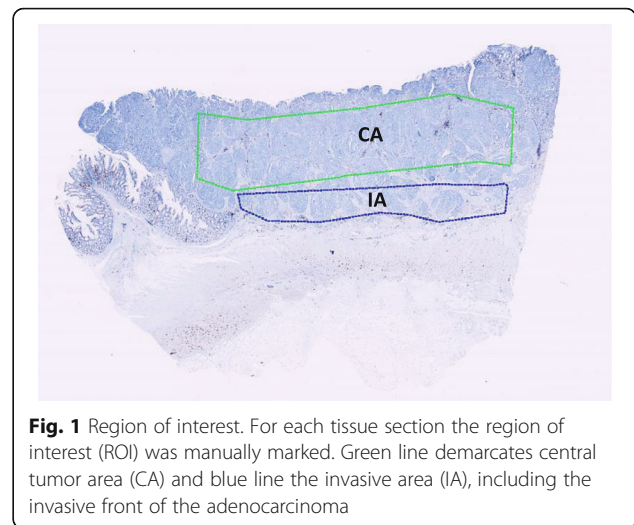 CA
IA
Fig. 1 Region of interest. For each tissue section the region of
interest (ROI) was manually marked. Green line demarcates central
tumor area (CA) and blue line the invasive area (IA), including the
invasive front of the adenocarcinoma